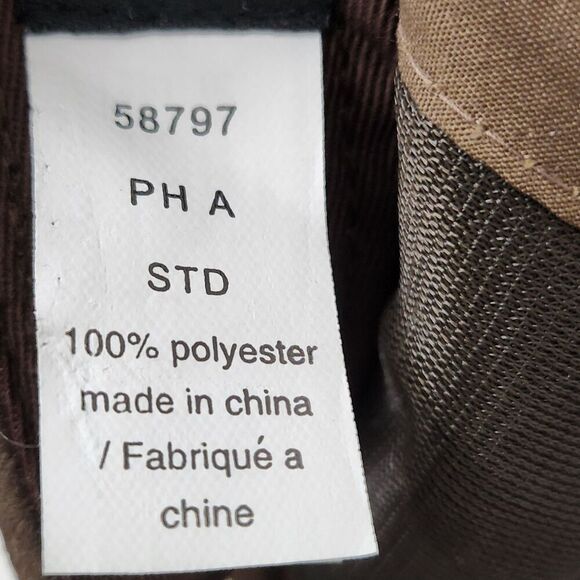 58797
PH A
STD
100% polyester
made in china
/ Fabriqué a
chine